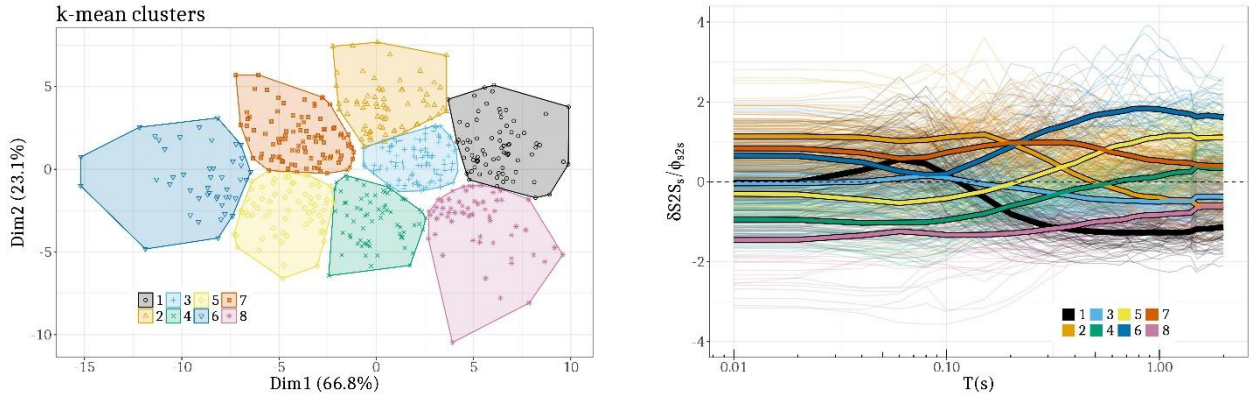 k-mean clusters
Dim2 (23.1%)
5
0
-5
-10
1 3 5 7
2 4 6 8
-15 -10 -5 0 5 10
Dim1 (66.8%)
δS2Sₛ/ϕₛ₂ₛ
4
2
0
-2
-4
1 3 5 7
2 4 6 8
0.01 0.10 1.00
T(s)